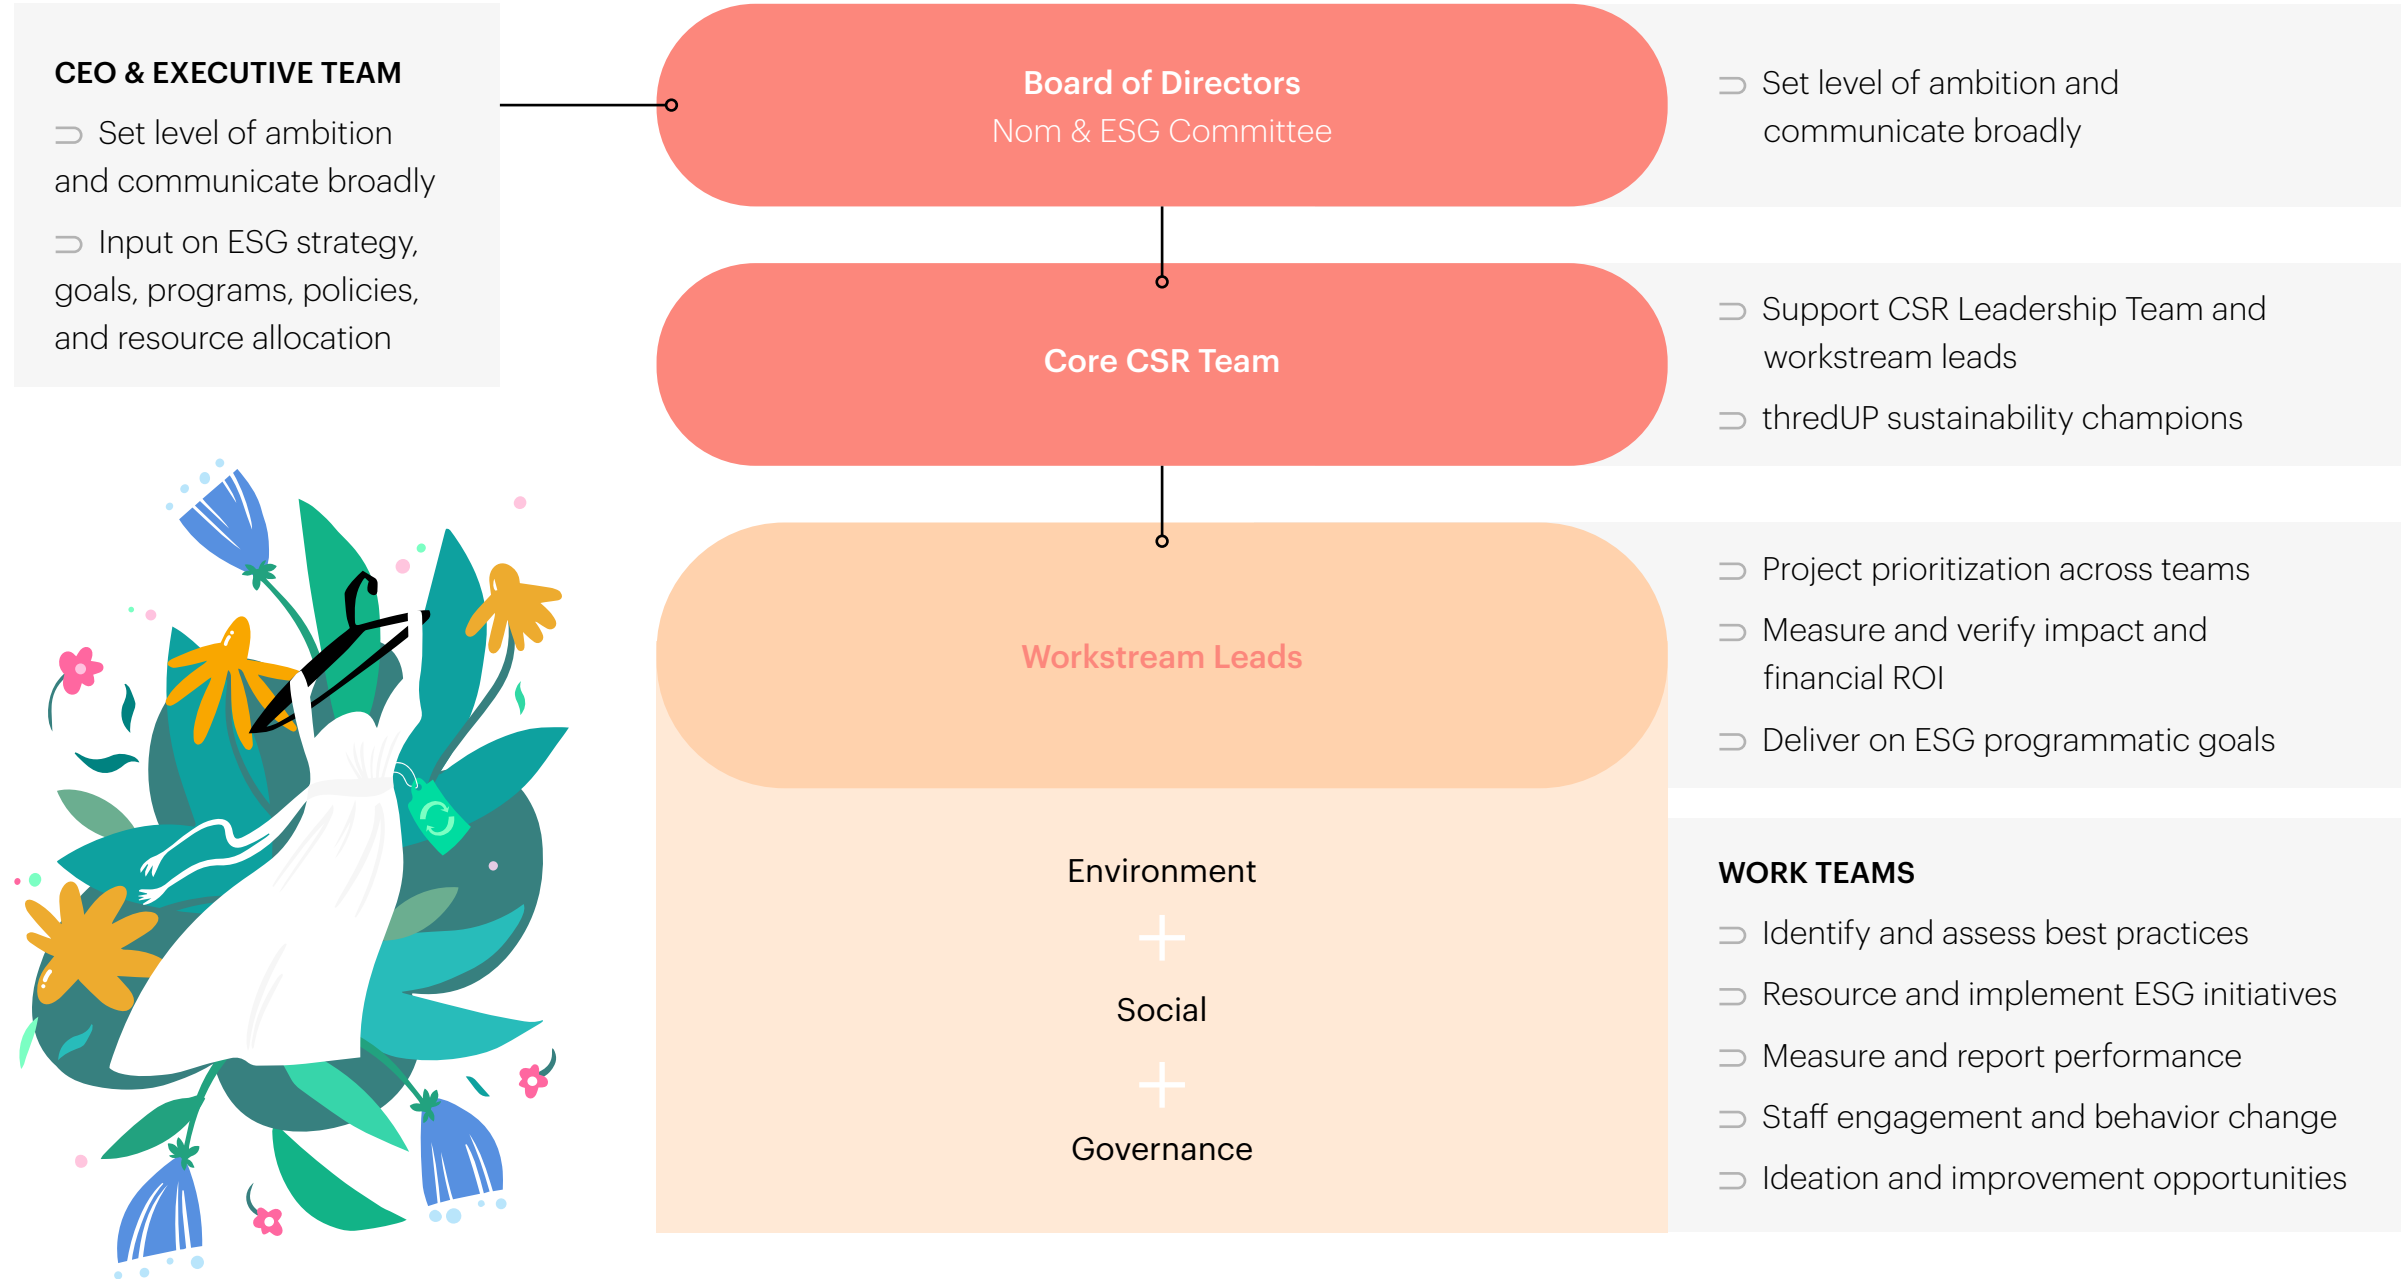 CEO & EXECUTIVE TEAM
Set level of ambition
and communicate broadly
Input on ESG strategy,
goals, programs, policies,
and resource allocation
Board of Directors
Nom & ESG Committee
Set level of ambition and
communicate broadly
Core CSR Team
Support CSR Leadership Team and
workstream leads
thredUP sustainability champions
Workstream Leads
Project prioritization across teams
Measure and verify impact and
financial ROI
Deliver on ESG programmatic goals
Environment
+
Social
+
Governance
WORK TEAMS
Identify and assess best practices
Resource and implement ESG initiatives
Measure and report performance
Staff engagement and behavior change
Ideation and improvement opportunities